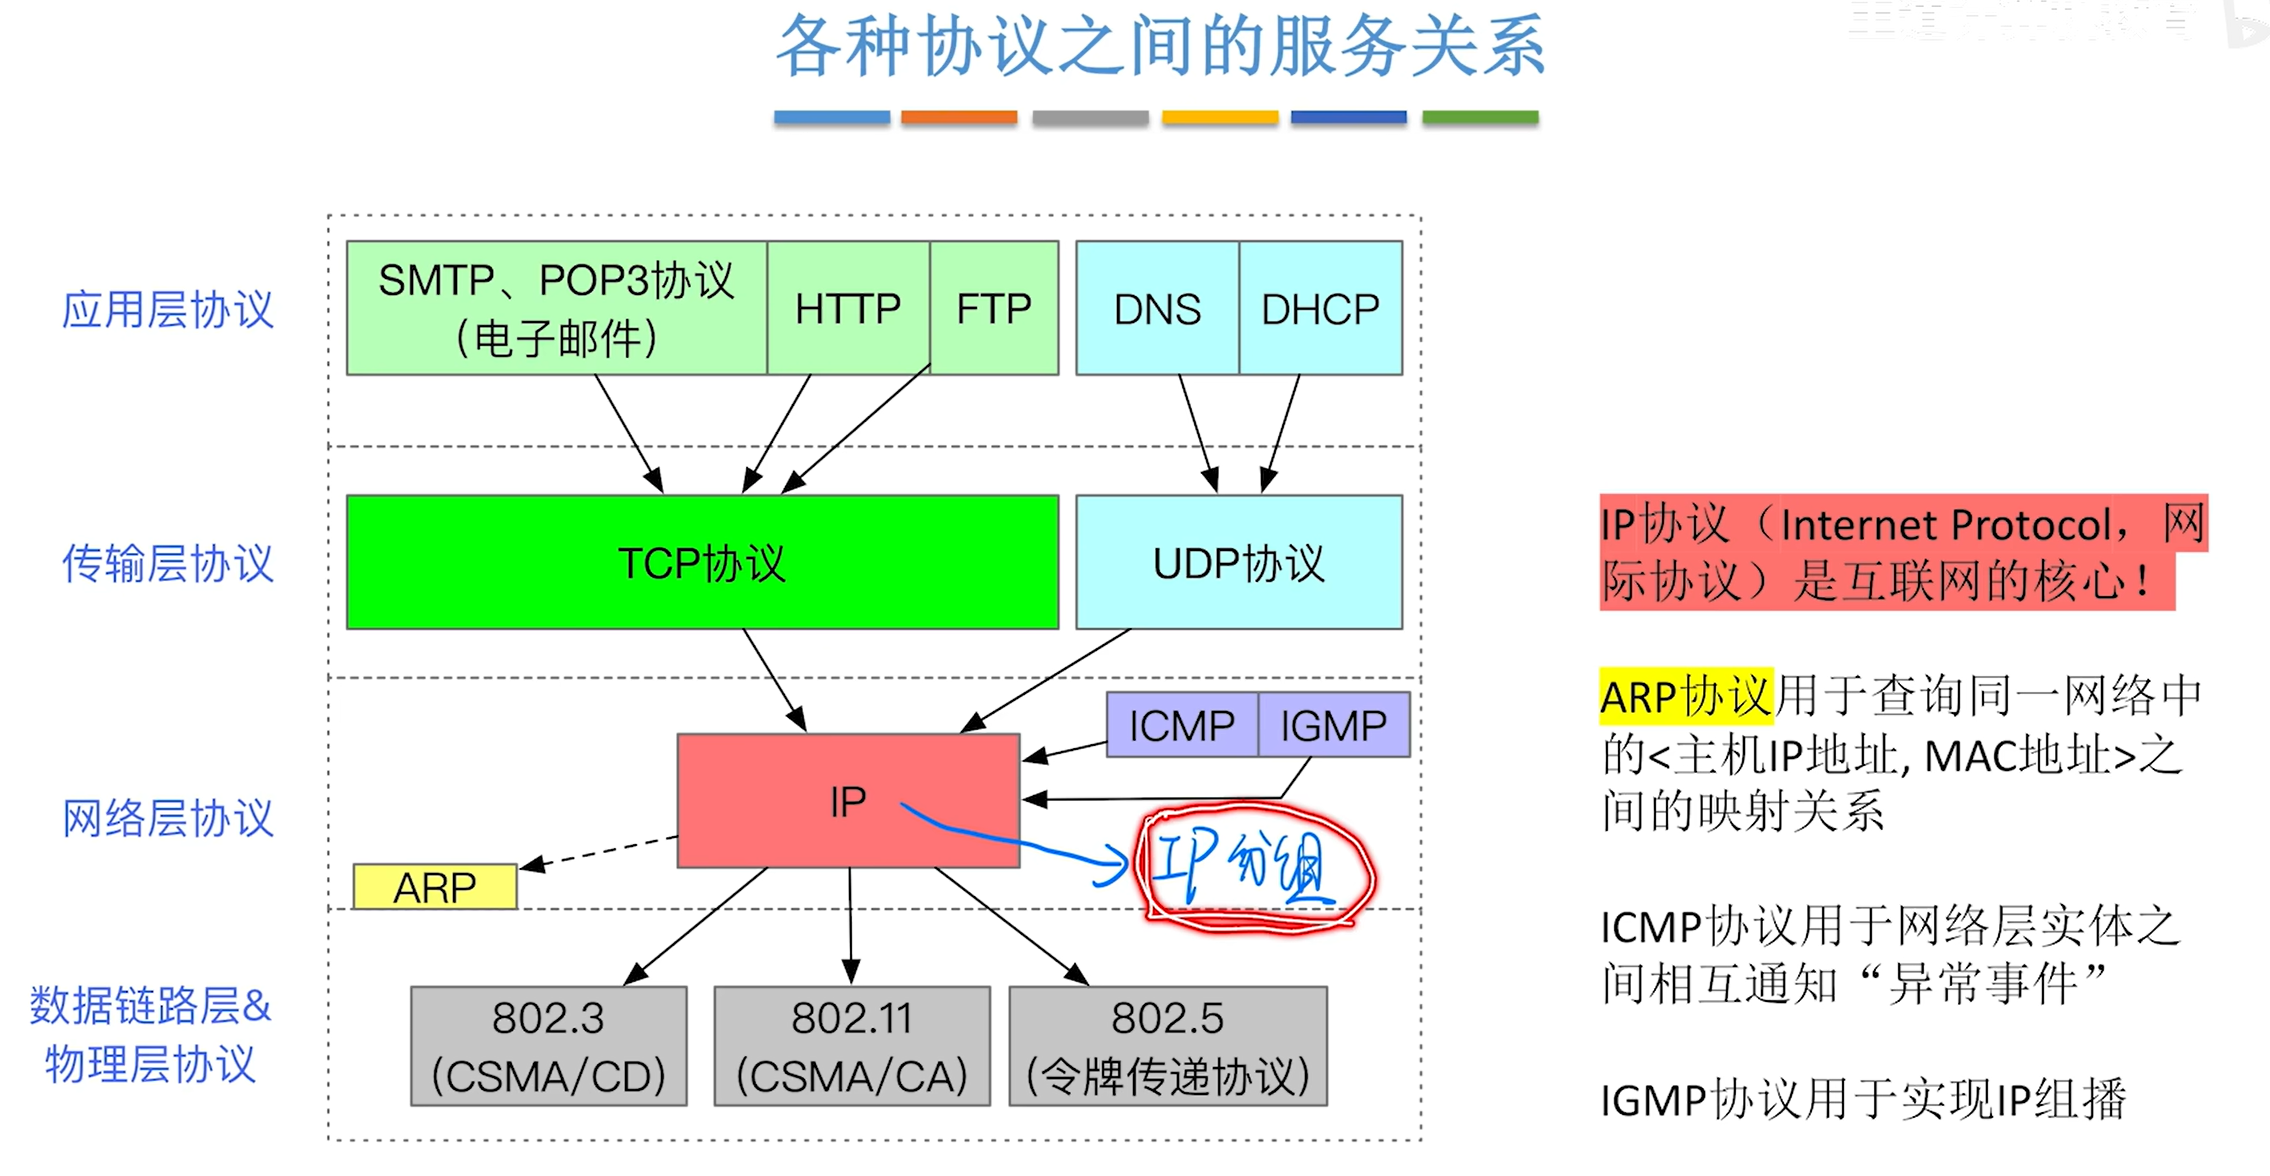 各种协议之间的服务关系
应用层协议
SMTP、POP3协议
（电子邮件）
HTTP
FTP
DNS
DHCP
传输层协议
TCP协议
UDP协议
网络层协议
ICMP
IGMP
IP
IP分组
ARP
数据链路层&
物理层协议
802.3
(CSMA/CD)
802.11
(CSMA/CA)
802.5
(令牌传递协议)
IP协议（Internet Protocol，网
际协议）是互联网的核心！
ARP协议用于查询同一网络中
的<主机IP地址, MAC地址>之
间的映射关系
ICMP协议用于网络层实体之
间相互通知“异常事件”
IGMP协议用于实现IP组播